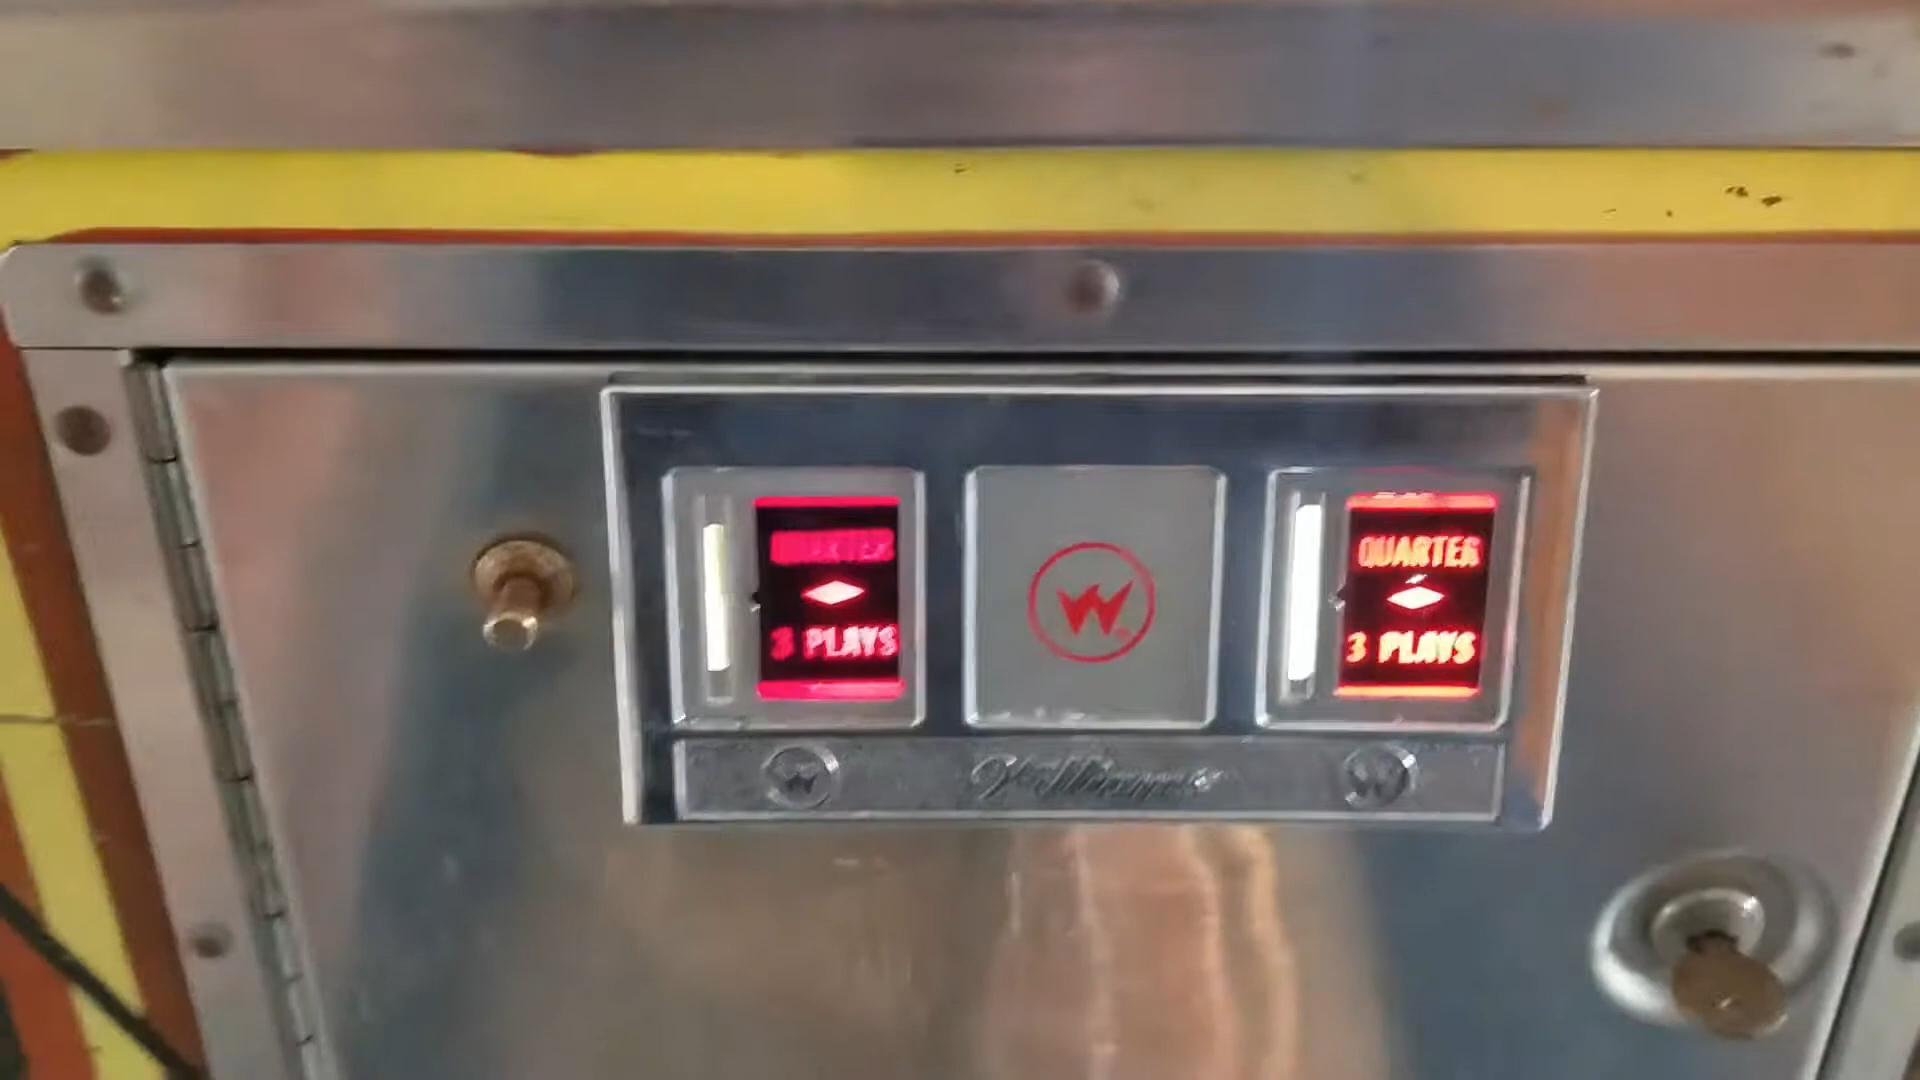 QUARTER
3 PLAYS
W
QUARTER
3 PLAYS
W
Williams
W